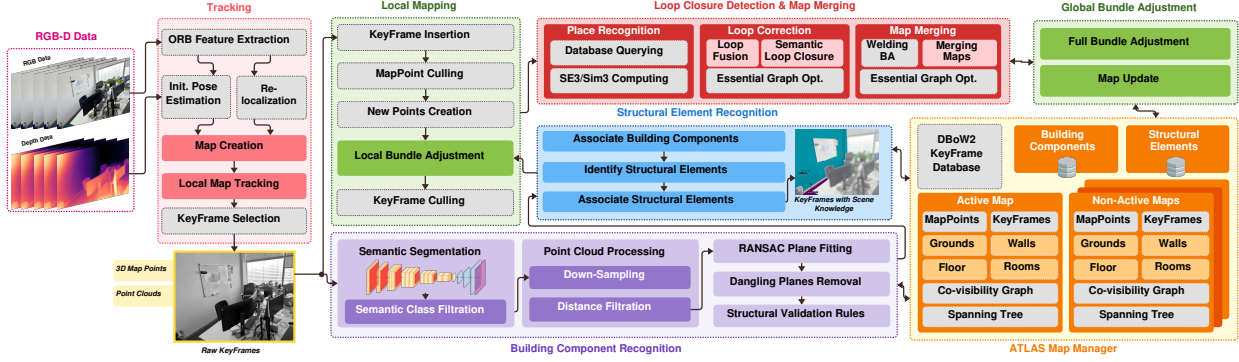 Tracking
Local Mapping
Loop Closure Detection & Map Merging
Global Bundle Adjustment
RGB-D Data
RGB Data
Depth Data
ORB Feature Extraction
Init. Pose
Estimation
Re-
localization
Map Creation
Local Map Tracking
KeyFrame Selection
3D Map Points
Point Clouds
Raw KeyFrames
KeyFrame Insertion
MapPoint Culling
New Points Creation
Local Bundle Adjustment
KeyFrame Culling
Place Recognition
Database Querying
SE3/Sim3 Computing
Loop Correction
Loop
Fusion
Semantic
Loop Closure
Essential Graph Opt.
Map Merging
Welding
BA
Merging
Maps
Essential Graph Opt.
Full Bundle Adjustment
Map Update
Structural Element Recognition
Associate Building Components
Identify Structural Elements
Associate Structural Elements
KeyFrames with Scene
Knowledge
Semantic Segmentation
Semantic Class Filtration
Point Cloud Processing
Down-Sampling
Distance Filtration
RANSAC Plane Fitting
Dangling Planes Removal
Structural Validation Rules
Building Component Recognition
DBoW2
KeyFrame
Database
Building
Components
Structural
Elements
Active Map
MapPoints
KeyFrames
Grounds
Walls
Floor
Rooms
Co-visibility Graph
Spanning Tree
Non-Active Maps
MapPoints
KeyFrames
Grounds
Walls
Floor
Rooms
Co-visibility Graph
Spanning Tree
ATLAS Map Manager